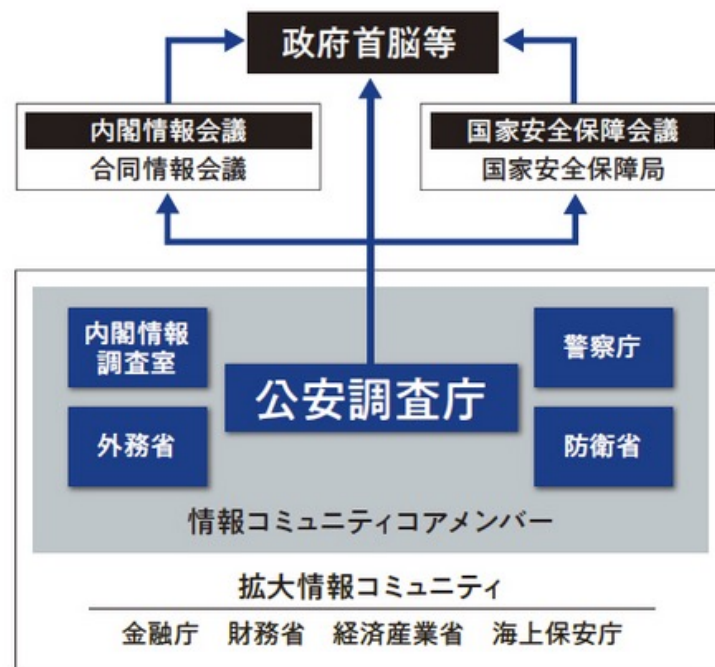 政府首脳等
内閣情報会議
合同情報会議
国家安全保障会議
国家安全保障局
内閣情報
調査室
警察庁
公安調査庁
外務省
防衛省
情報コミュニティコアメンバー
拡大情報コミュニティ
金融庁 財務省 経済産業省 海上保安庁